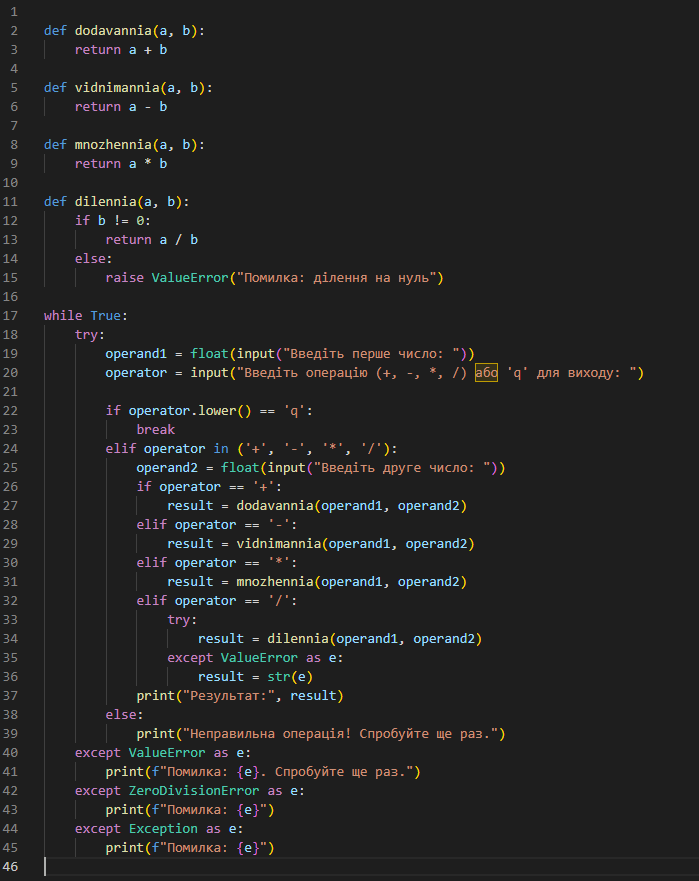 1
2 def dodavannia(a, b):
3     return a + b
4
5 def vidnimannia(a, b):
6     return a - b
7
8 def mnozhennia(a, b):
9     return a * b
10
11 def dilennia(a, b):
12     if b != 0:
13         return a / b
14     else:
15         raise ValueError("Помилка: ділення на нуль")
16
17 while True:
18     try:
19         operand1 = float(input("Введіть перше число: "))
20         operator = input("Введіть операцію (+, -, *, /) або 'q' для виходу: ")
21
22         if operator.lower() == 'q':
23             break
24         elif operator in ('+', '-', '*', '/'):
25             operand2 = float(input("Введіть друге число: "))
26             if operator == '+':
27                 result = dodavannia(operand1, operand2)
28             elif operator == '-':
29                 result = vidnimannia(operand1, operand2)
30             elif operator == '*':
31                 result = mnozhennia(operand1, operand2)
32             elif operator == '/':
33                 try:
34                     result = dilennia(operand1, operand2)
35                 except ValueError as e:
36                     result = str(e)
37             print("Результат:", result)
38         else:
39             print("Неправильна операція! Спробуйте ще раз.")
40     except ValueError as e:
41         print(f"Помилка: {e}. Спробуйте ще раз.")
42     except ZeroDivisionError as e:
43         print(f"Помилка: {e}")
44     except Exception as e:
45         print(f"Помилка: {e}")
46